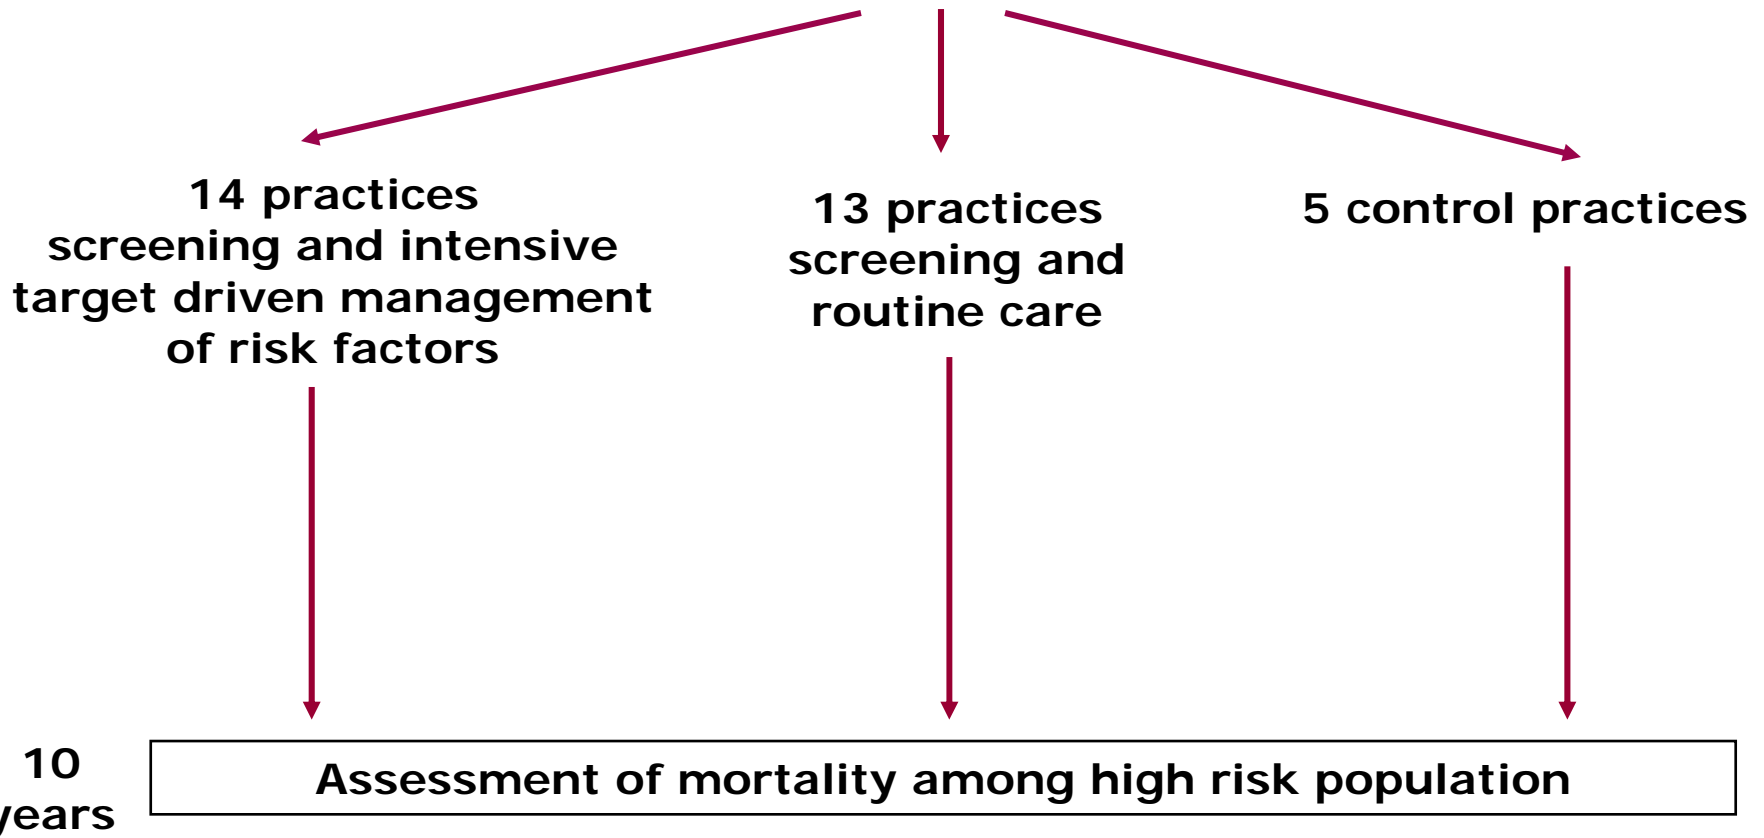 14 practices
screening and intensive
target driven management
of risk factors
13 practices
screening and
routine care
5 control practices
10
years
Assessment of mortality among high risk population